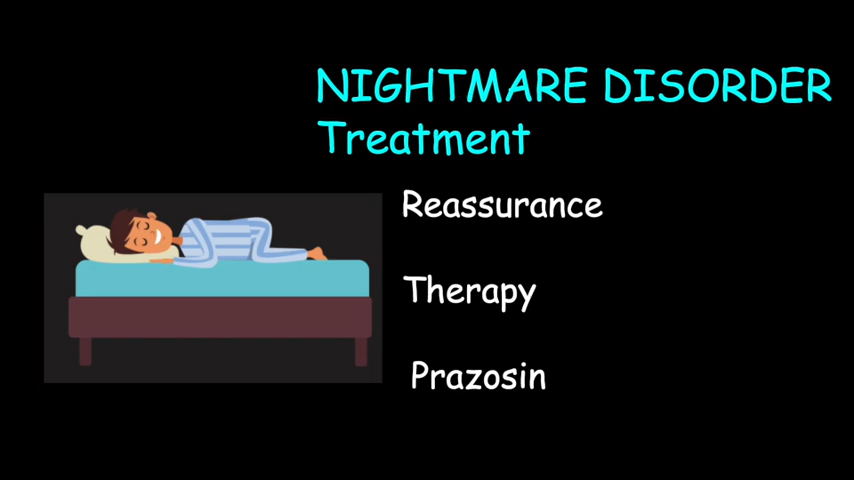 NIGHTMARE DISORDER
Treatment
Reassurance
Therapy
Prazosin